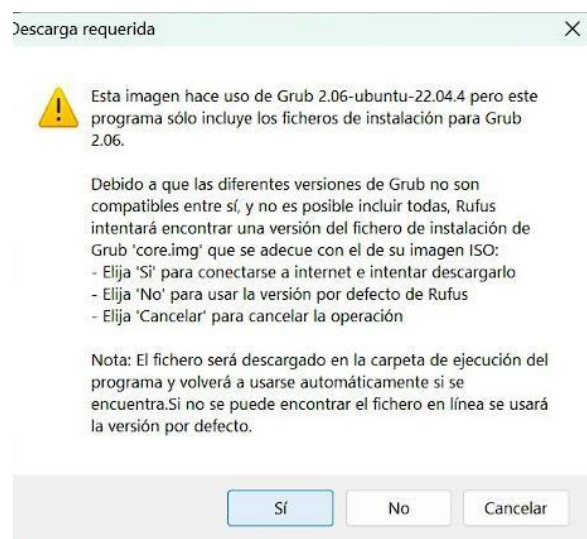 Descarga requerida
Esta imagen hace uso de Grub 2.06-ubuntu-22.04.4 pero este
programa sólo incluye los ficheros de instalación para Grub
2.06.
Debido a que las diferentes versiones de Grub no son
compatibles entre sí, y no es posible incluir todas, Rufus
intentará encontrar una versión del fichero de instalación de
Grub 'core.img' que se adecue con el de su imagen ISO:
- Elija 'Si' para conectarse a internet e intentar descargarlo
- Elija 'No' para usar la versión por defecto de Rufus
- Elija 'Cancelar' para cancelar la operación
Nota: El fichero será descargado en la carpeta de ejecución del
programa y volverá a usarse automáticamente si se
encuentra.Si no se puede encontrar el fichero en línea se usará
la versión por defecto.
Sí No Cancelar